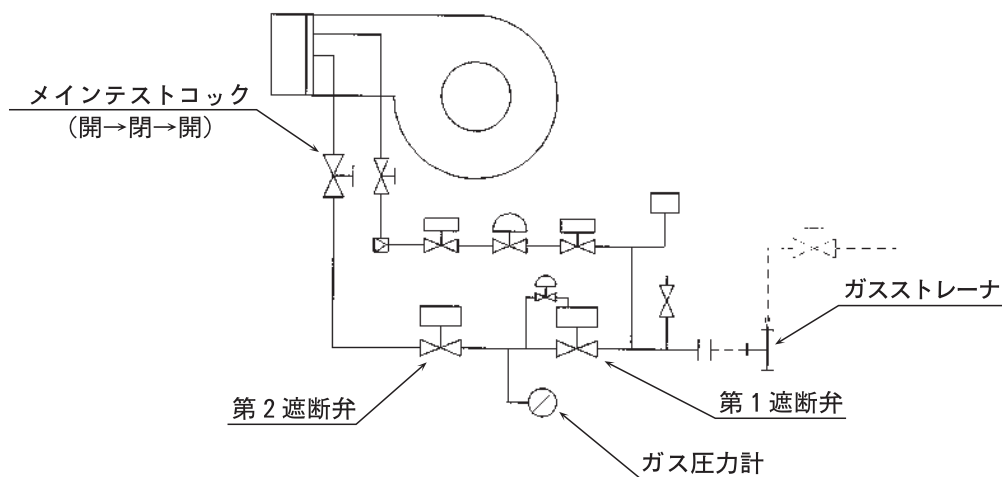 メインテストコック
(開→閉→開)
ガスストレーナ
第2遮断弁
第1遮断弁
ガス圧力計